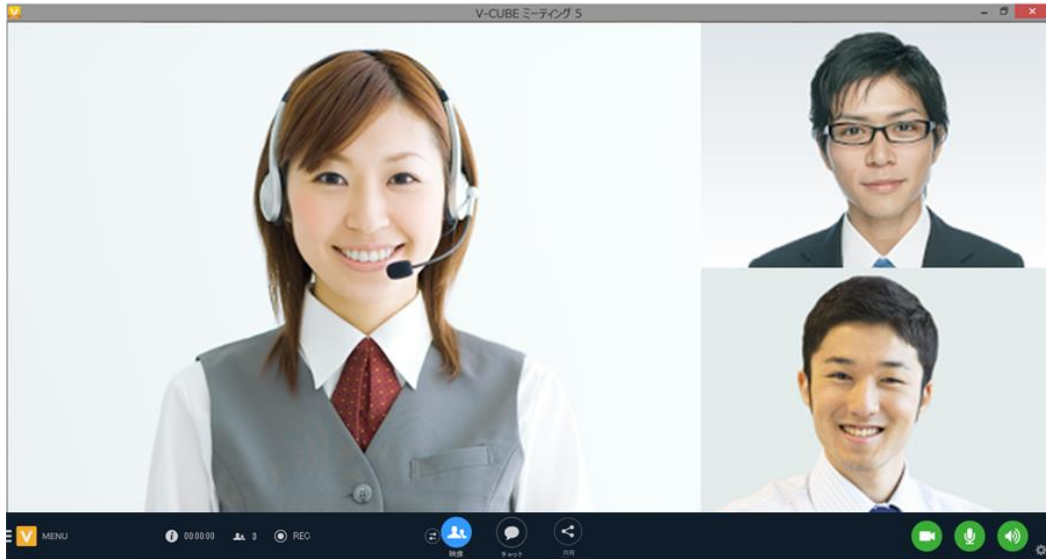 V-CUBE ミーティング 5
V MENU
i 00:00:00 3 REC
映像
チャット
共有